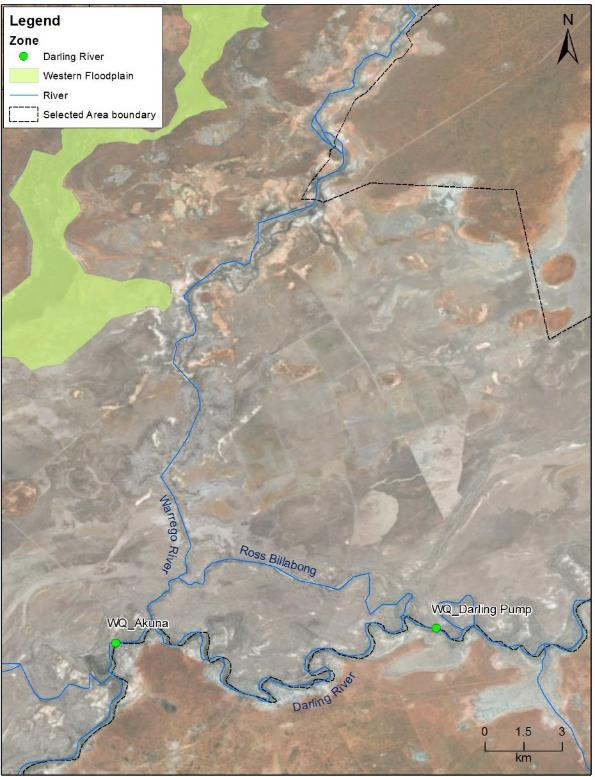 Legend
Zone
Darling River
Western Floodplain
River
Selected Area boundary
N
Warrego River
Ross Billabong
WQ_Akuna
WQ_Darling Pump
Darling River
0 1.5 3
km